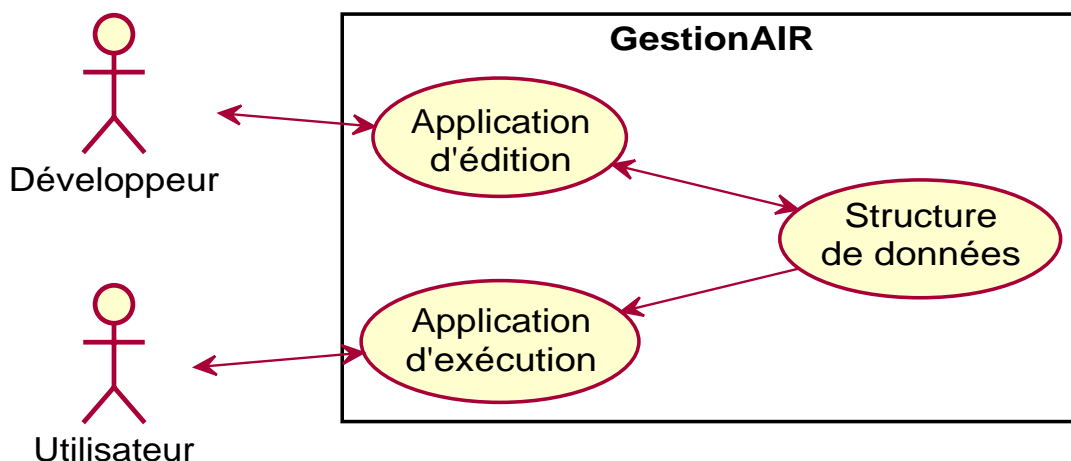 GestionAIR
Application
d'édition
Développeur
Structure
de données
Application
d'exécution
Utilisateur